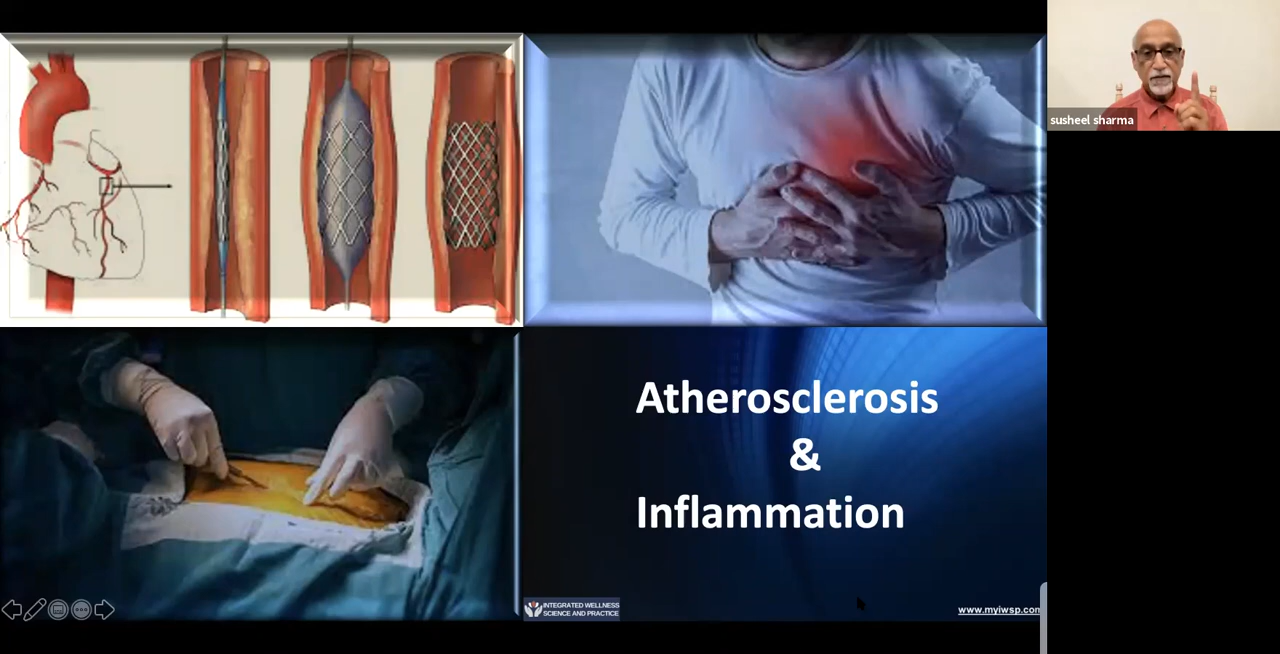 susheel sharma
Atherosclerosis
&
Inflammation
INTEGRATED WELLNESS
SCIENCE AND PRACTICE
www.myiwsp.com